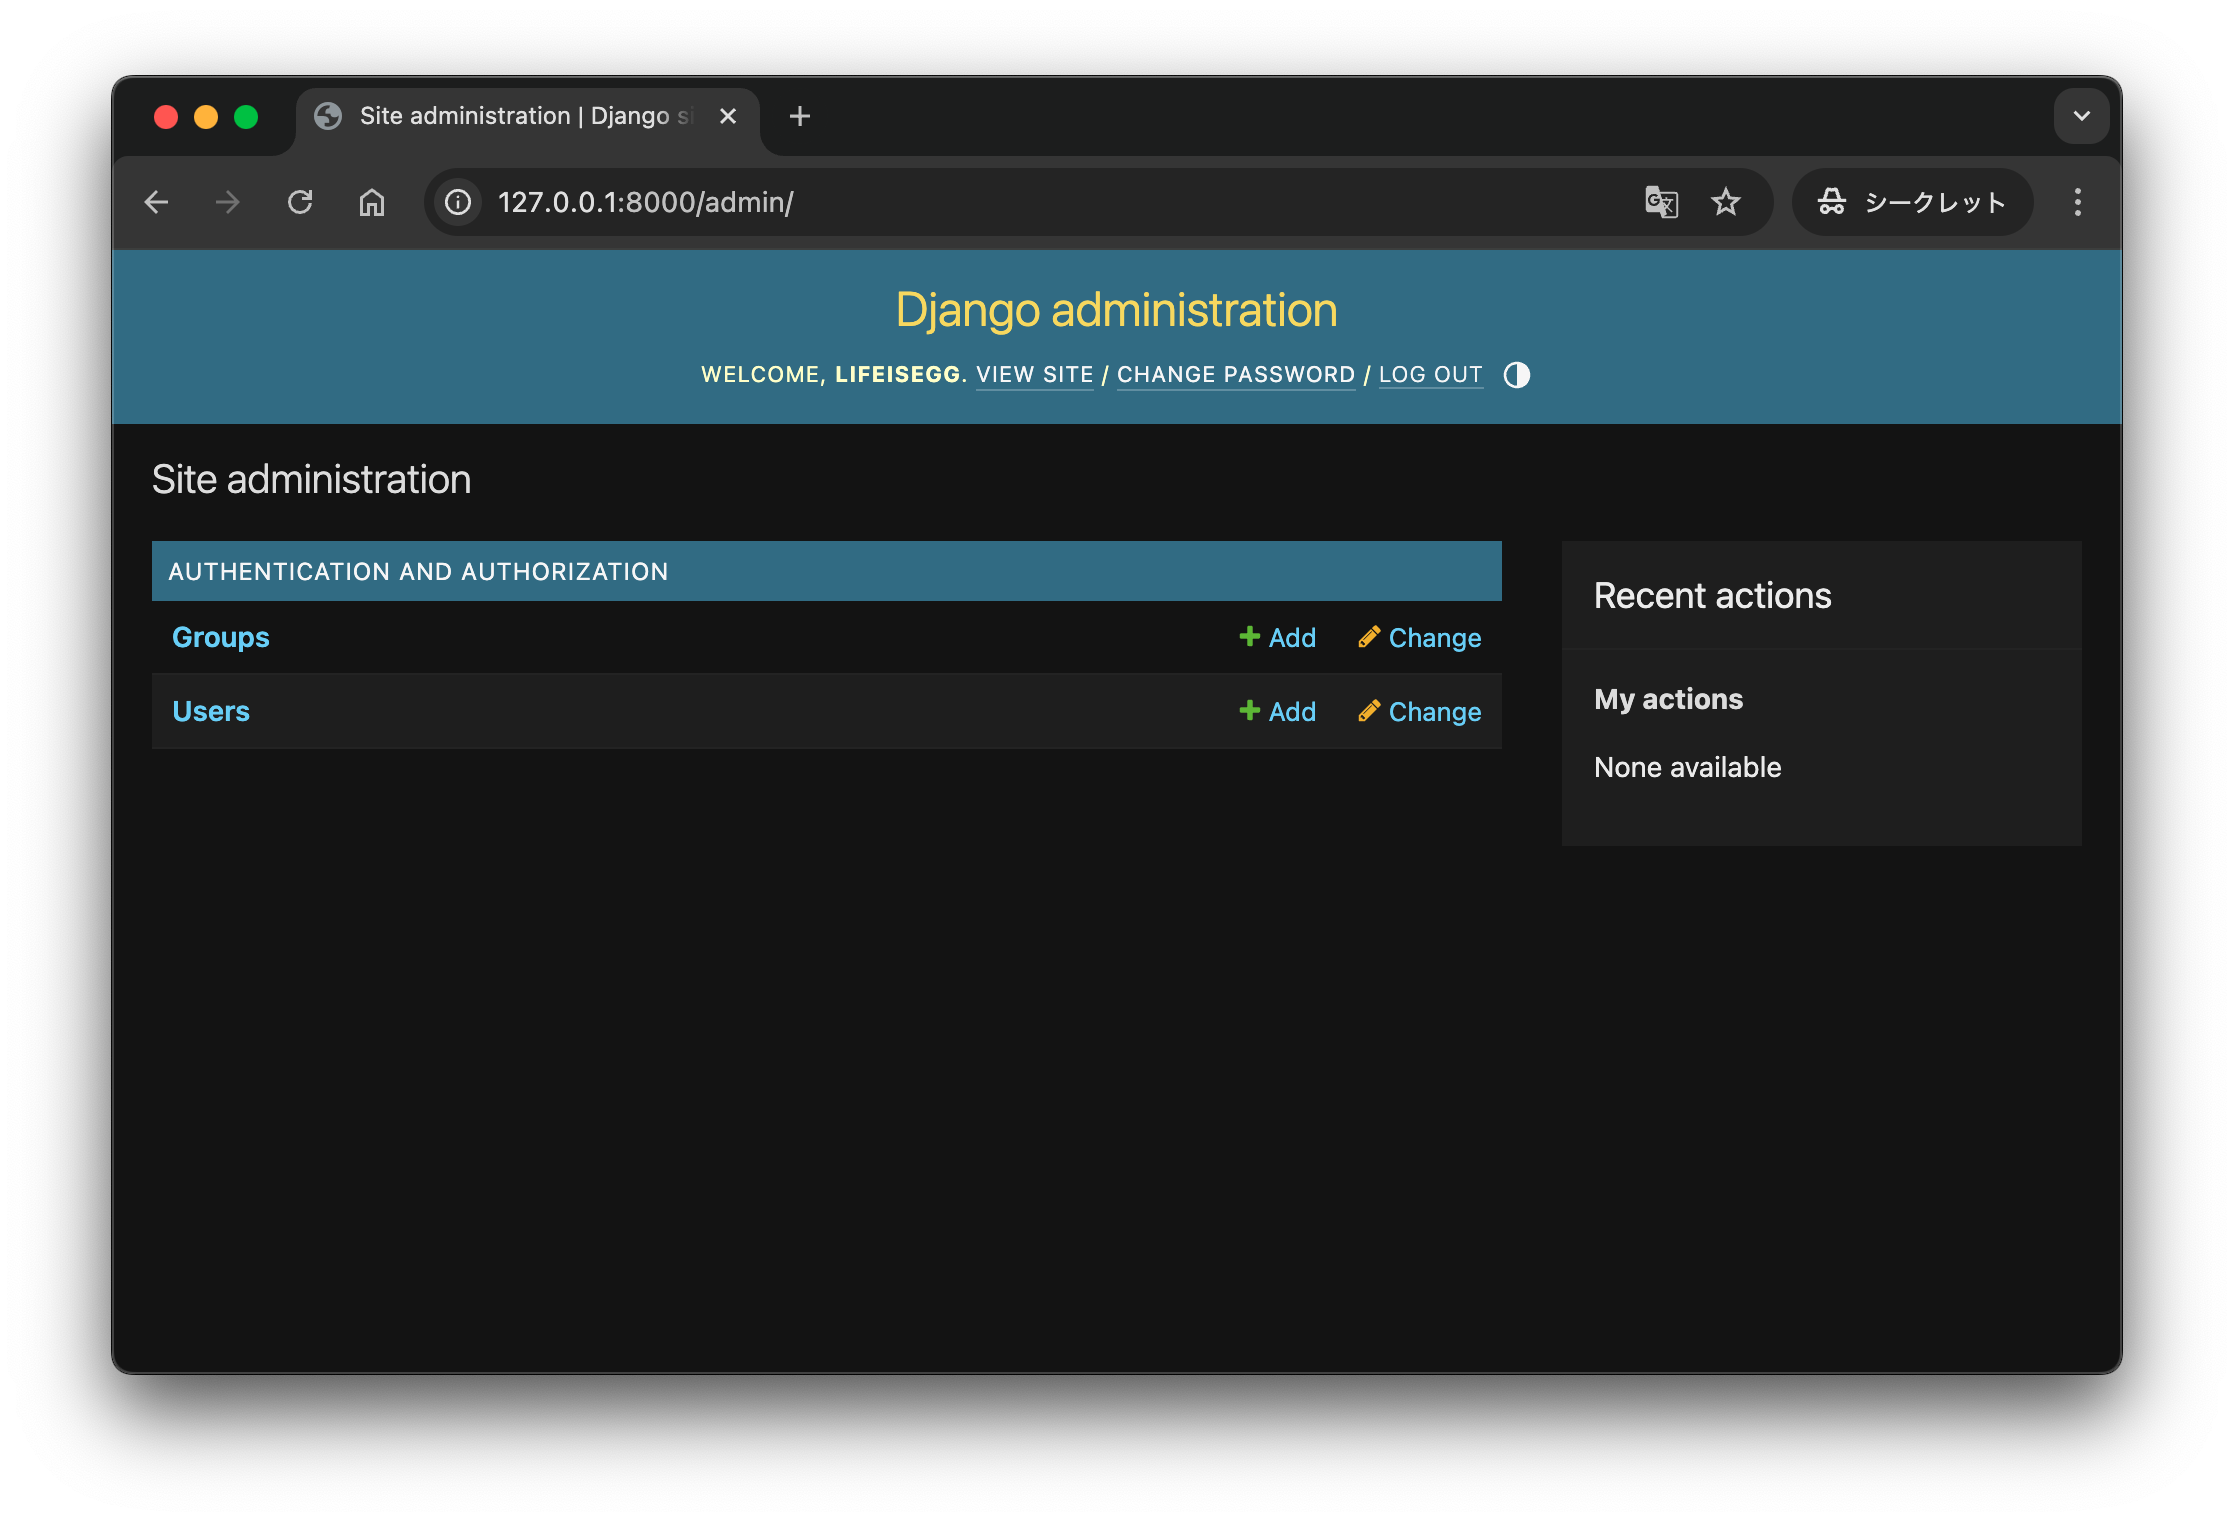 Site administration | Django si
127.0.0.1:8000/admin/
シークレット
Django administration
WELCOME, LIFEISEGG. VIEW SITE / CHANGE PASSWORD / LOG OUT
Site administration
AUTHENTICATION AND AUTHORIZATION
Groups
Add
Change
Users
Add
Change
Recent actions
My actions
None available